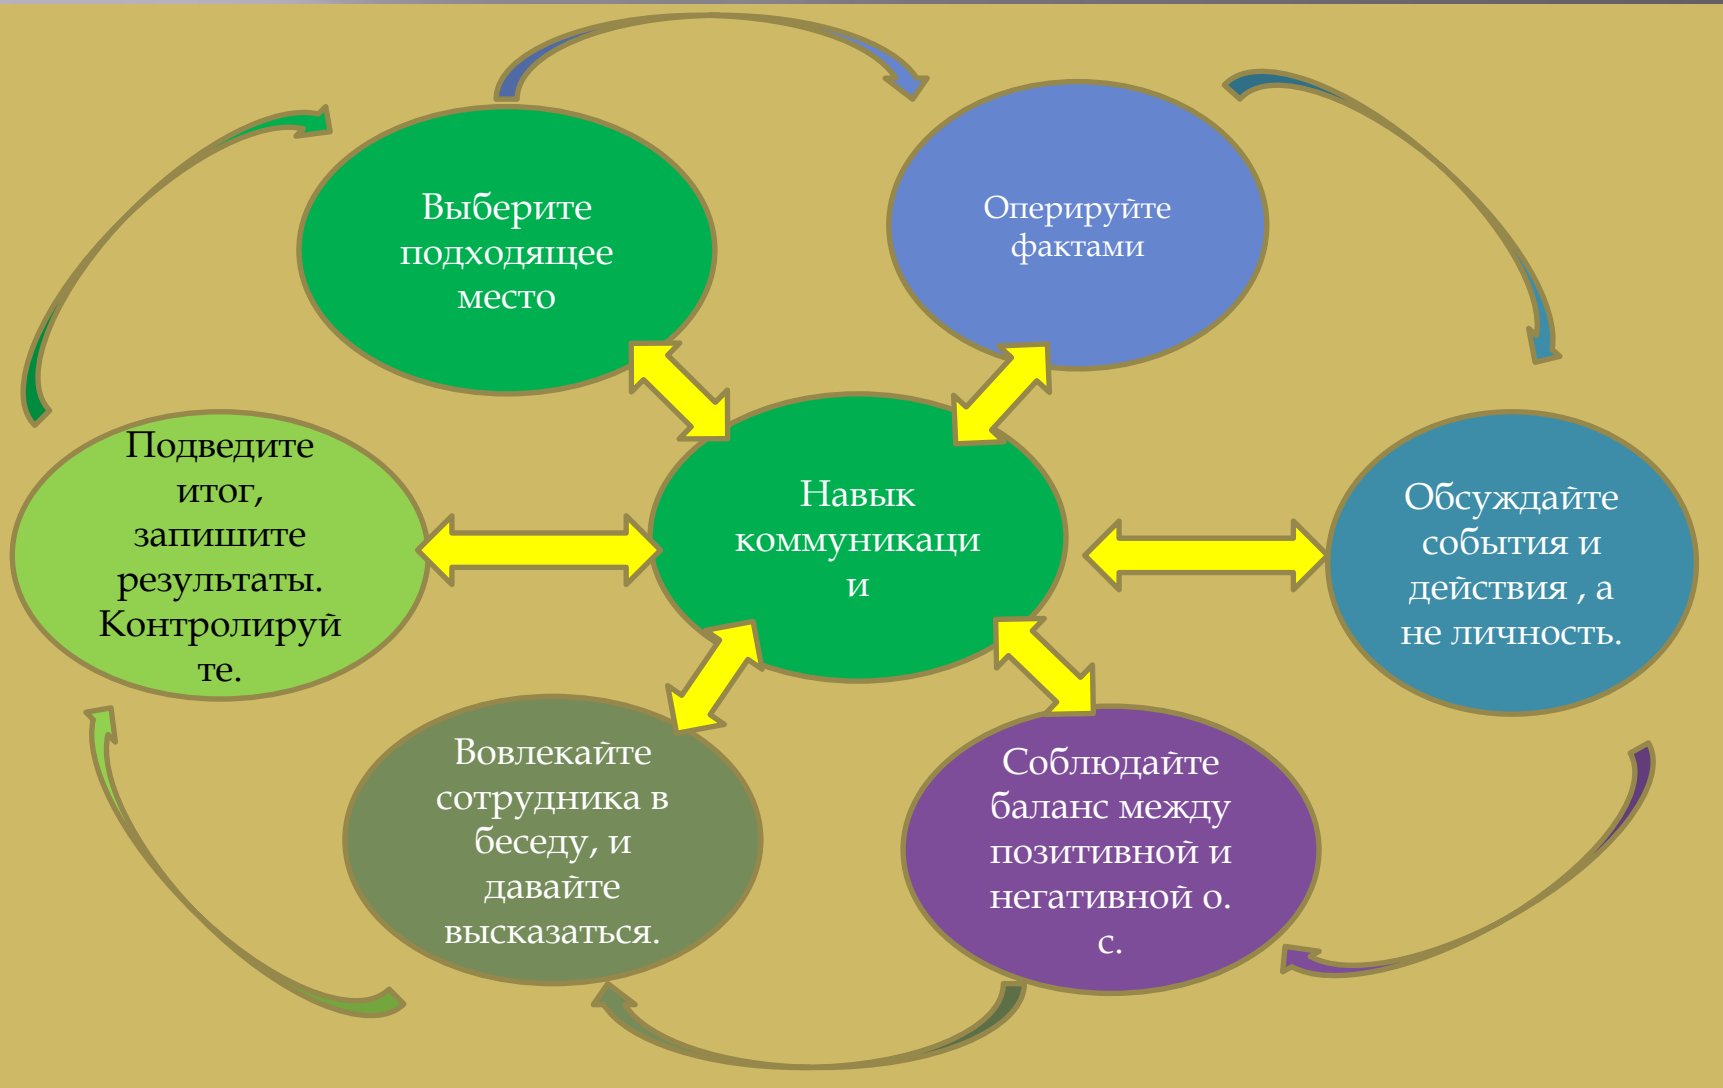 Выберите
подходящее
место
Оперируйте
фактами
Подведите
итог,
запишите
результаты.
Контролируй
те.
Навык
коммуникаци
и
Обсуждайте
события и
действия , а
не личность.
Вовлекайте
сотрудника в
беседу, и
давайте
высказаться.
Соблюдайте
баланс между
позитивной и
негативной о.
с.